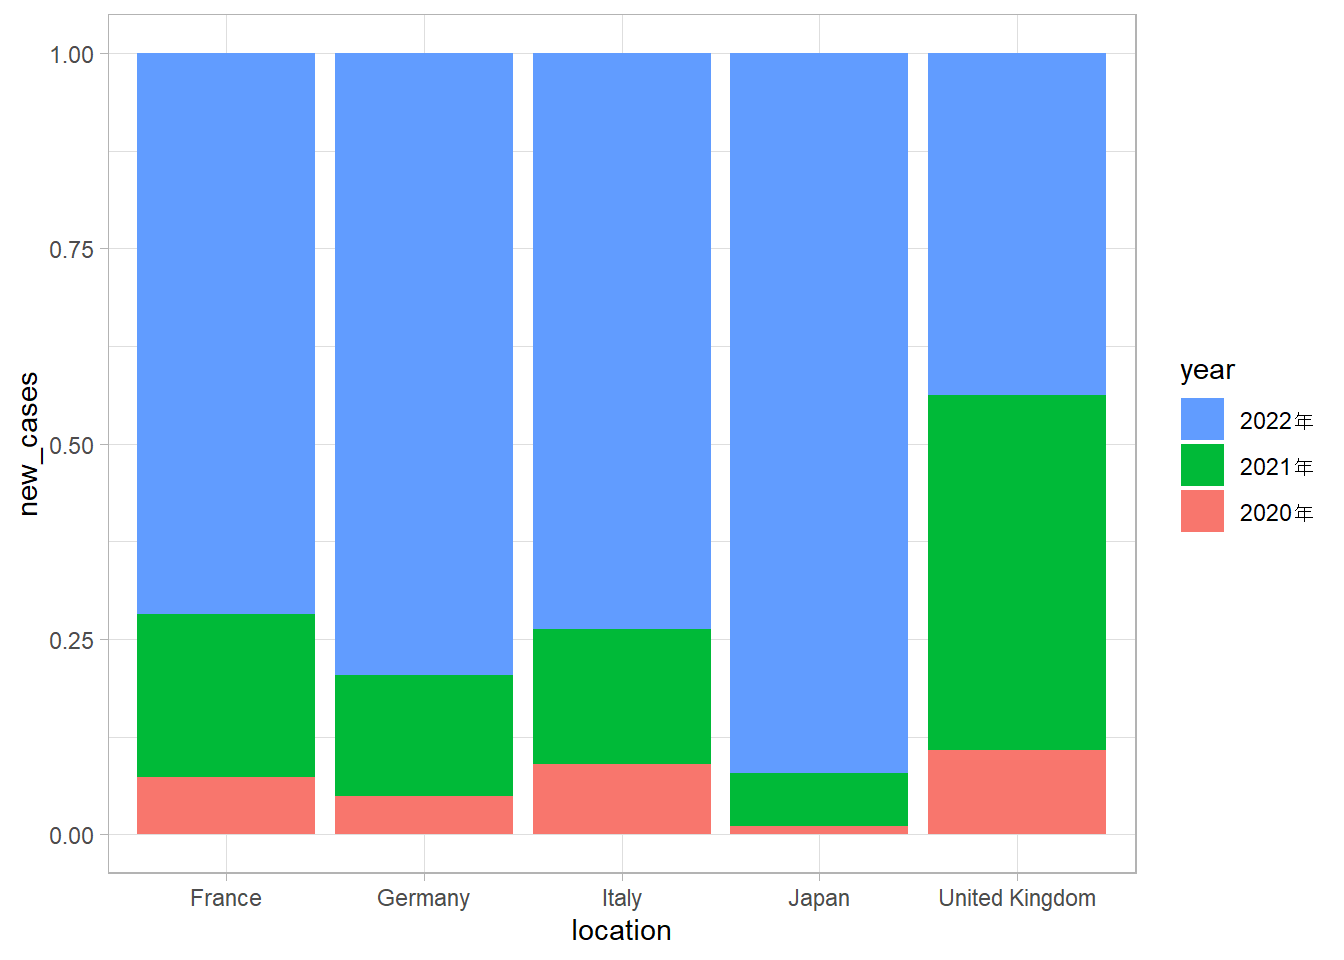 1.00
0.75
0.50
0.25
0.00
new_cases
France
Germany
Italy
Japan
United Kingdom
location
year
2022年
2021年
2020年